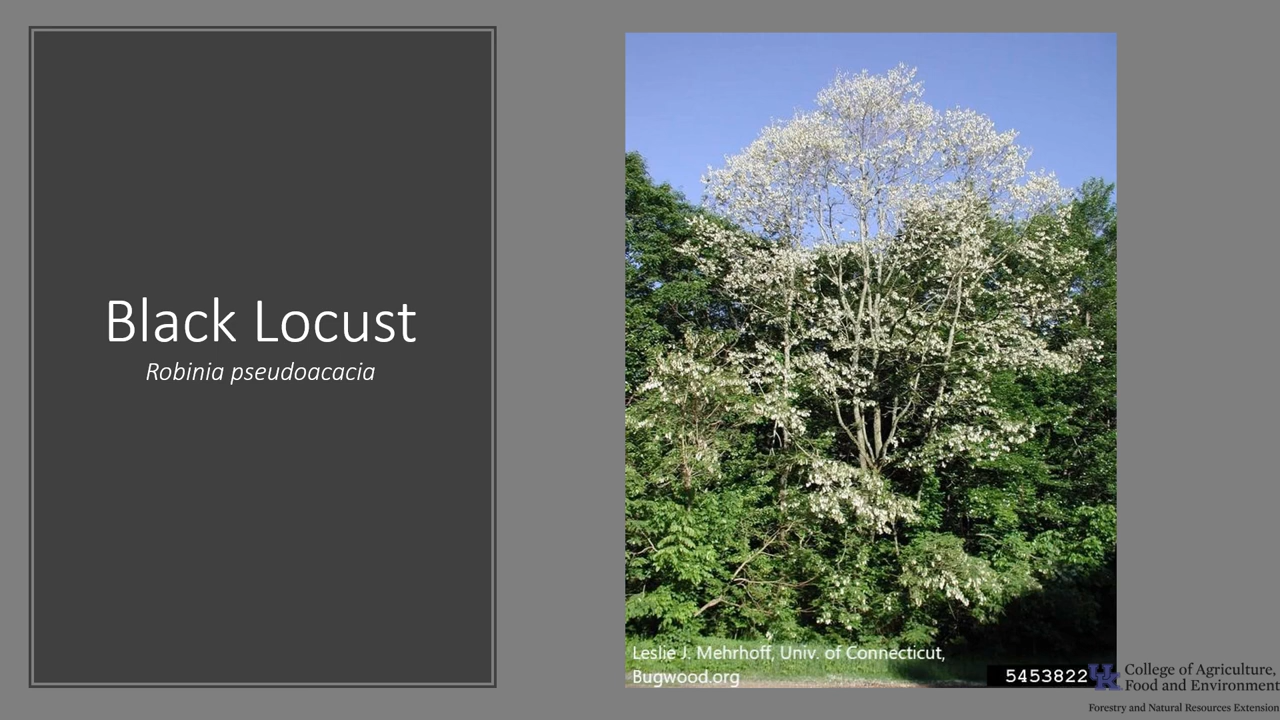 Black Locust
Robinia pseudoacacia
Leslie J. Mehrhoff, Univ. of Connecticut,
Bugwood.org
5453822
UK
College of Agriculture,
Food and Environment
Forestry and Natural Resources Extension